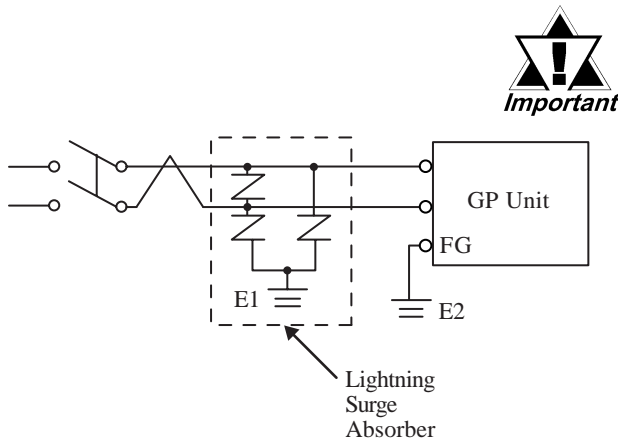 Important
GP Unit
FG
E1
E2
Lightning
Surge
Absorber